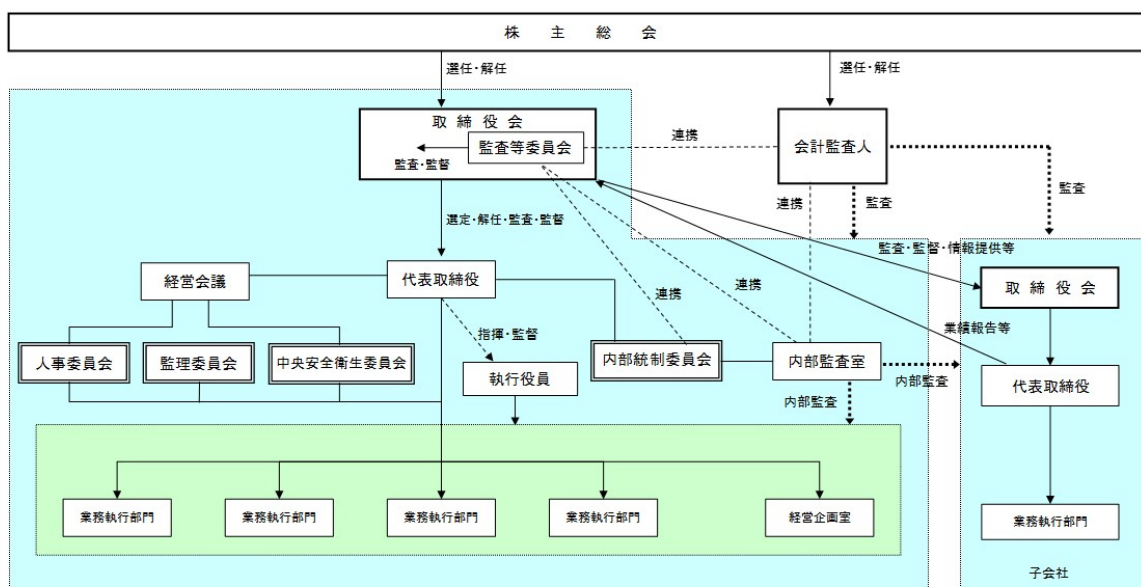 株主総会
選任・解任
選任・解任
取締役会
監査等委員会
監査・監督
連携
会計監査人
連携
監査
監査
選定・解任・監査・監督
監査・監督・情報提供等
経営会議
代表取締役
連携
連携
取締役会
指揮・監督
業績報告等
人事委員会
監理委員会
中央安全衛生委員会
執行役員
内部統制委員会
内部監査室
内部監査
代表取締役
内部監査
業務執行部門
業務執行部門
業務執行部門
業務執行部門
経営企画室
業務執行部門
子会社